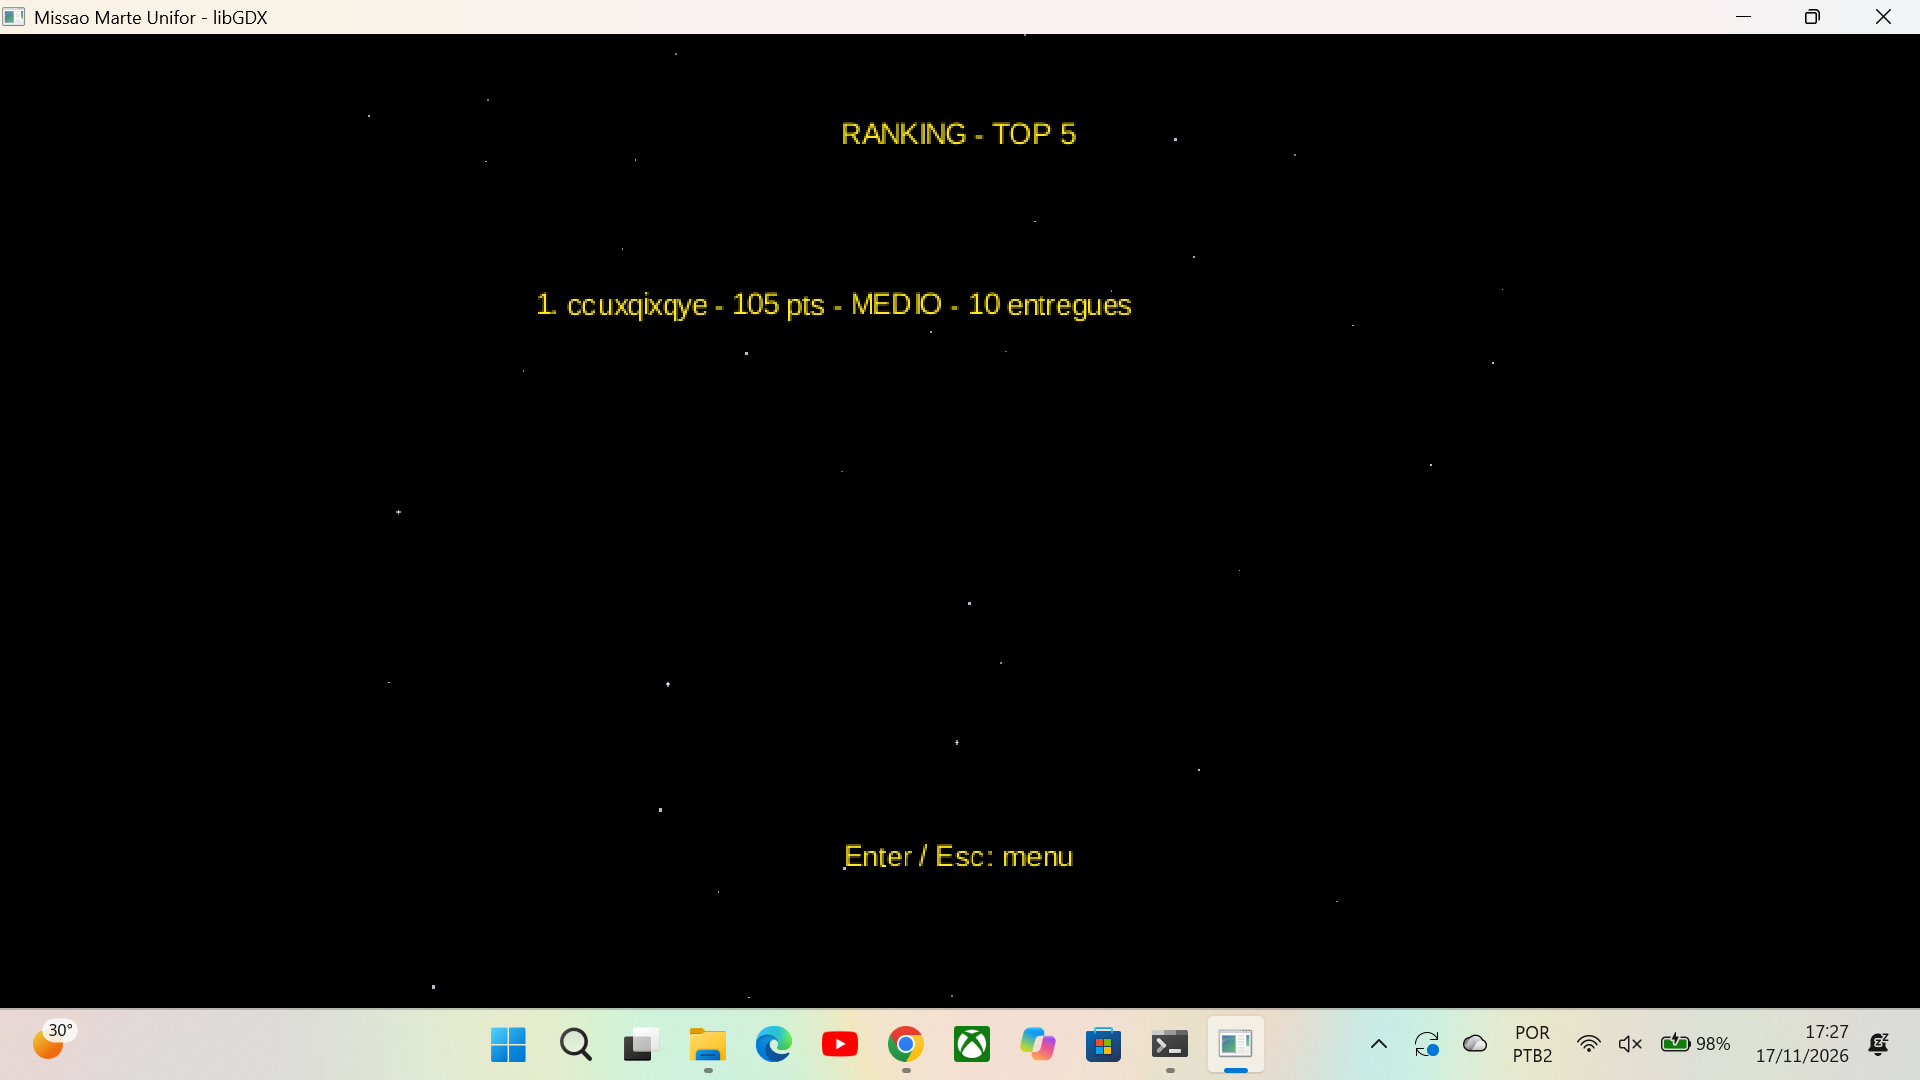 Missao Marte Unifor - libGDX
RANKING - TOP 5
1. ccuxqixqye - 105 pts - MEDIO - 10 entregues
Enter / Esc: menu
30°
POR
PTB2
98%
17:27
17/11/2026